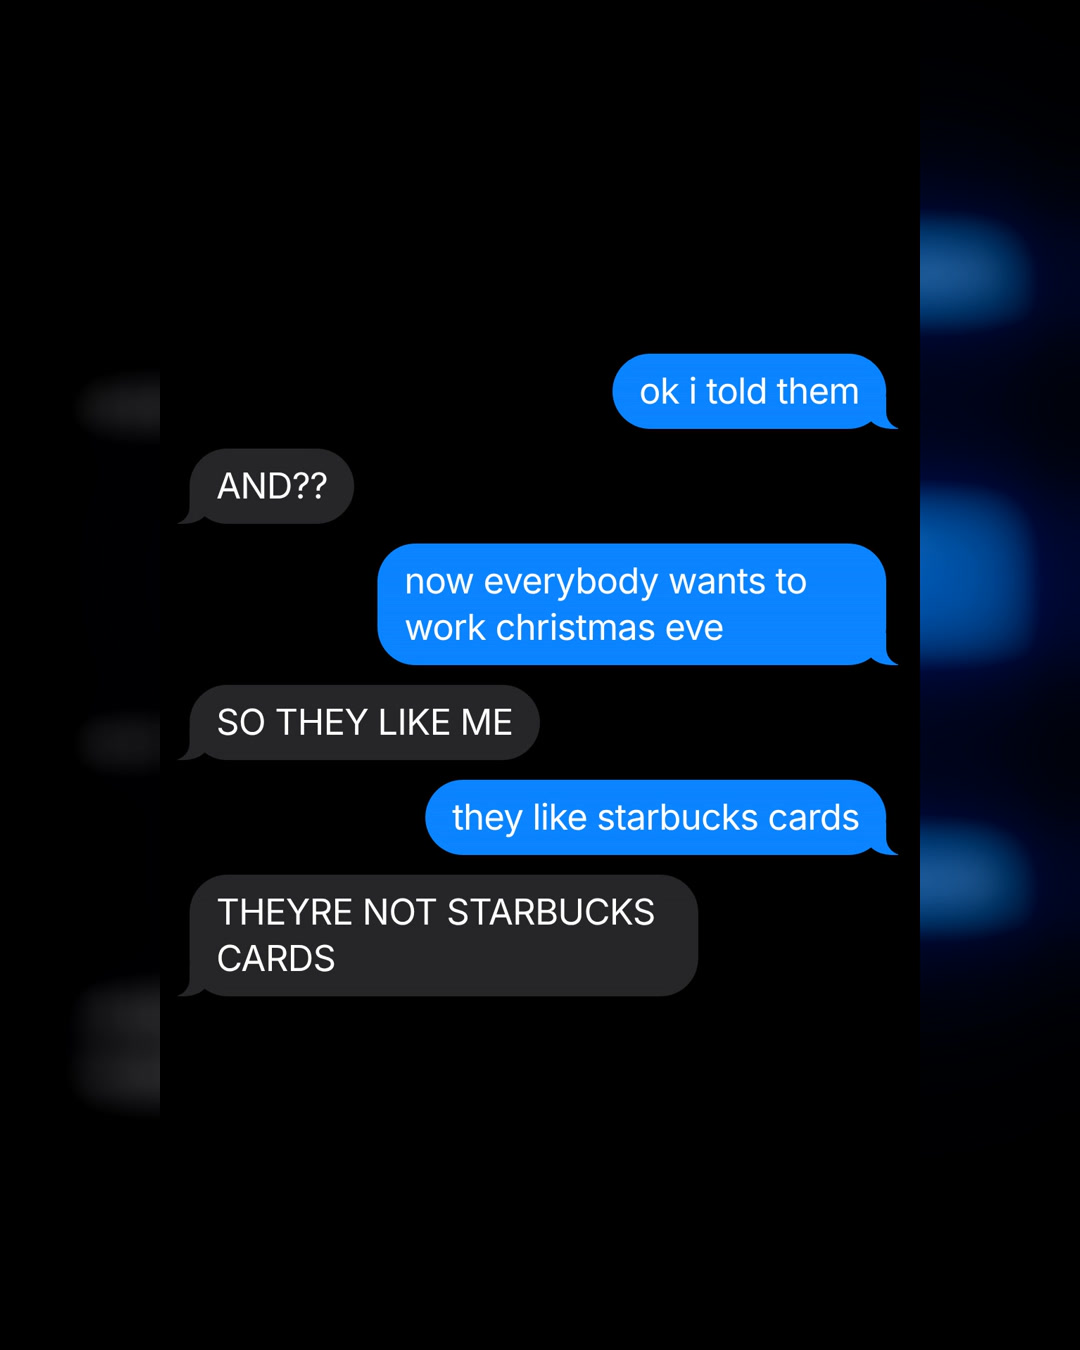 ok i told them
AND??
now everybody wants to
work christmas eve
SO THEY LIKE ME
they like starbucks cards
THEYRE NOT STARBUCKS
CARDS